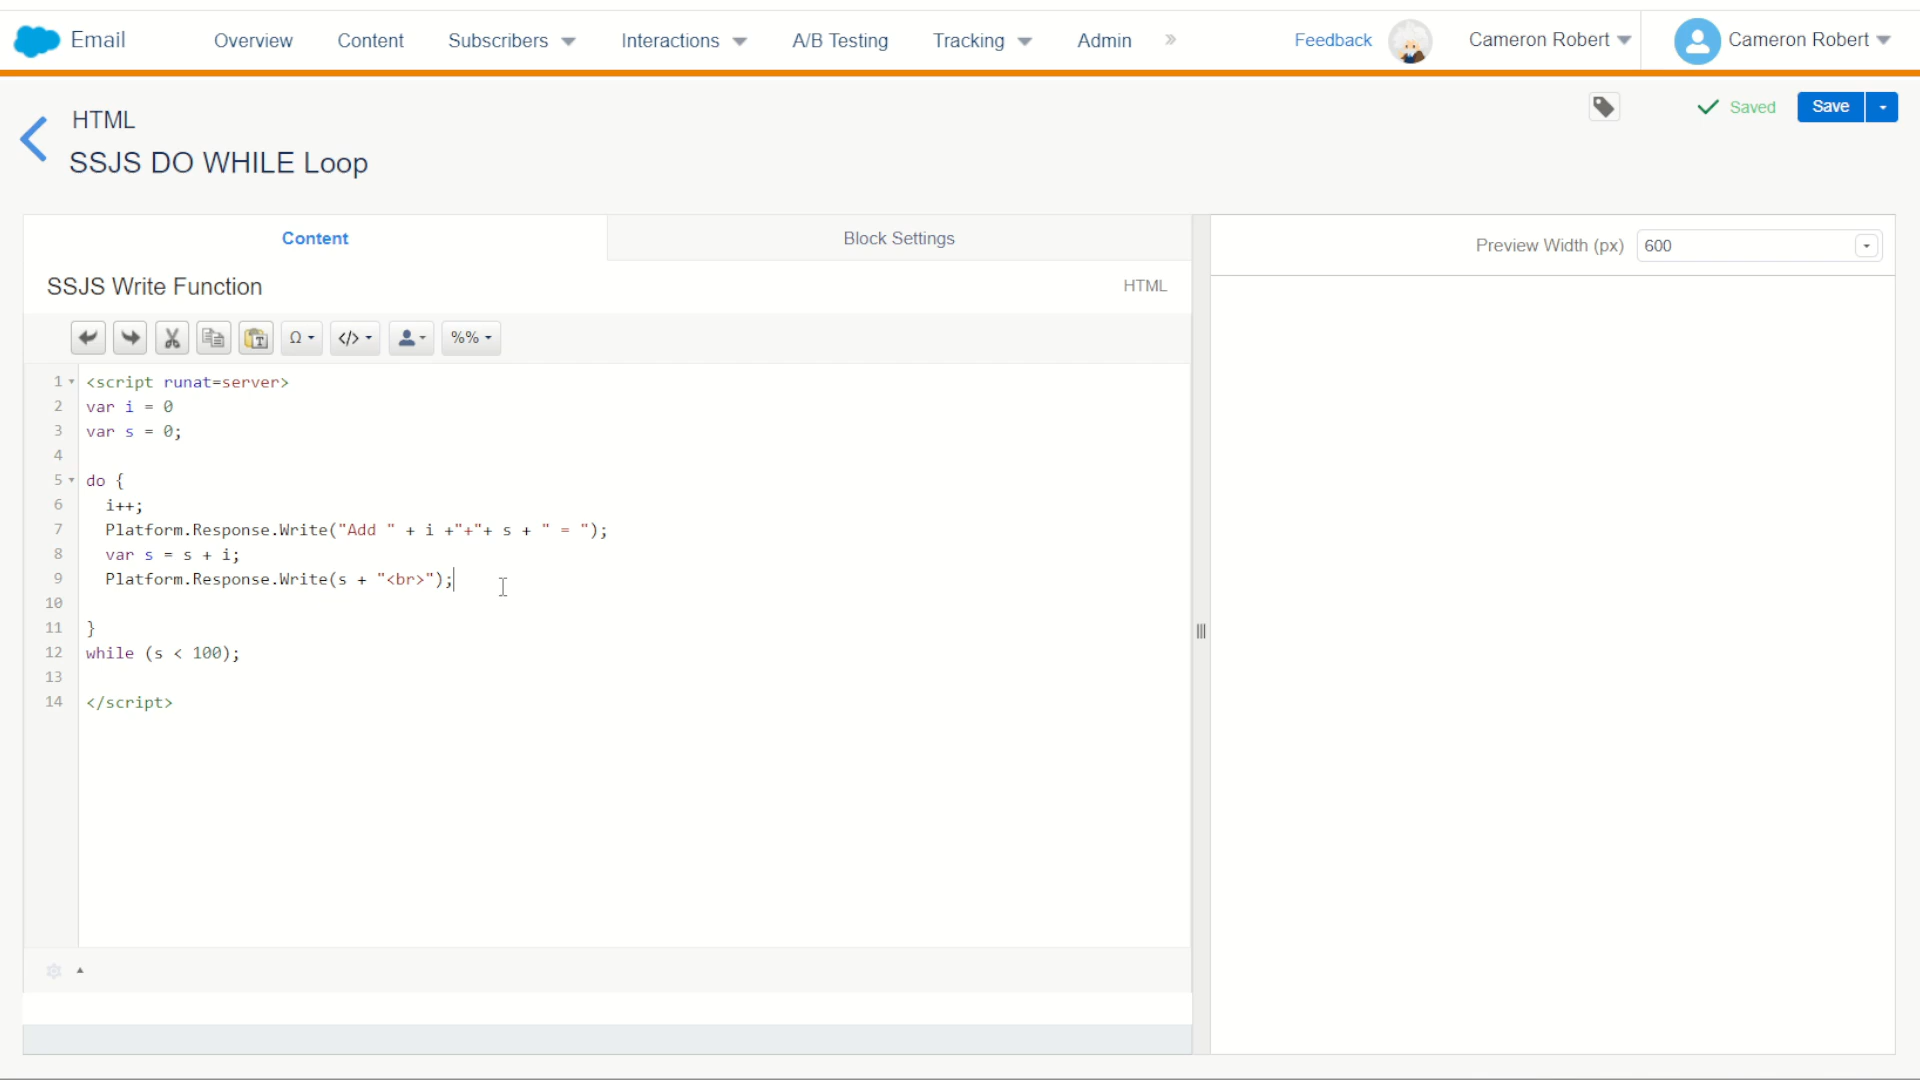 Email Overview Content Subscribers Interactions A/B Testing Tracking Admin » Feedback Cameron Robert Cameron Robert
HTML
Saved Save
SSJS DO WHILE Loop
Content Block Settings
Preview Width (px) 600
SSJS Write Function HTML
Ω </> %%
1 <script runat=server>
2 var i = 0
3 var s = 0;
4
5 do {
6 i++;
7 Platform.Response.Write("Add " + i +"+"+ s + " = ");
8 var s = s + i;
9 Platform.Response.Write(s + "<br>");
10
11 }
12 while (s < 100);
13
14 </script>